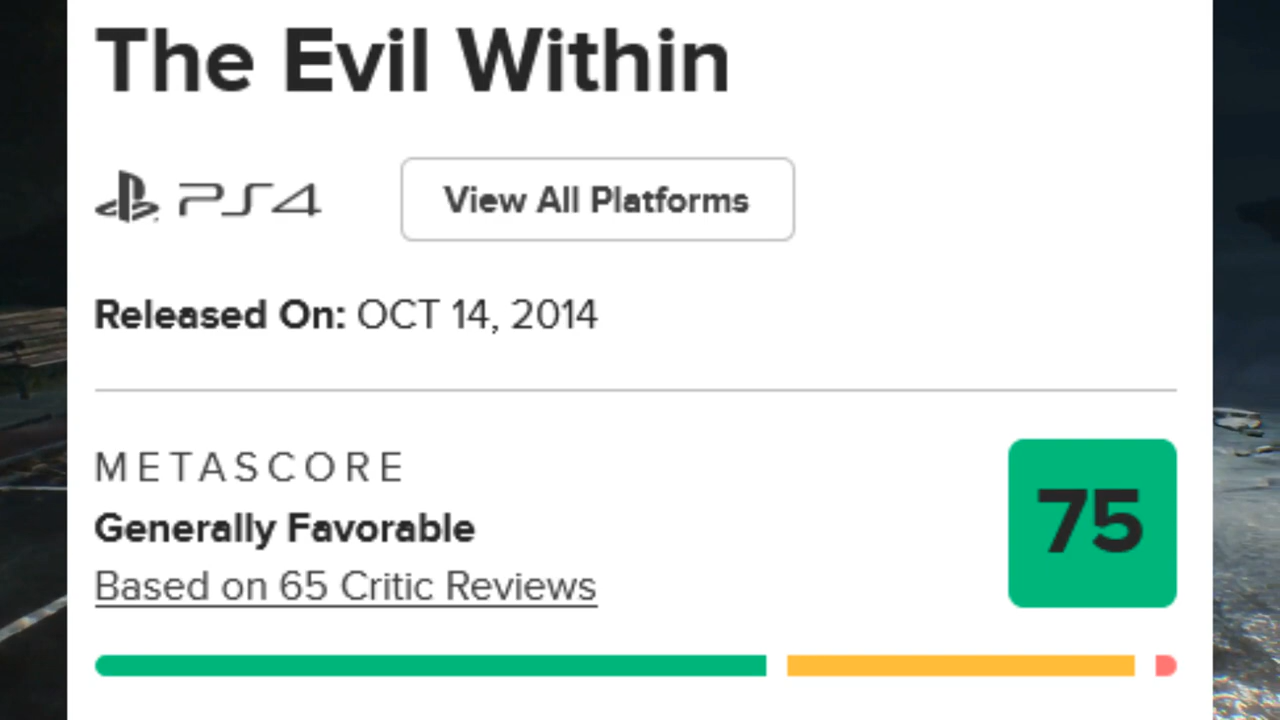 The Evil Within
PS4 View All Platforms
Released On: OCT 14, 2014
METASCORE
Generally Favorable
75
Based on 65 Critic Reviews